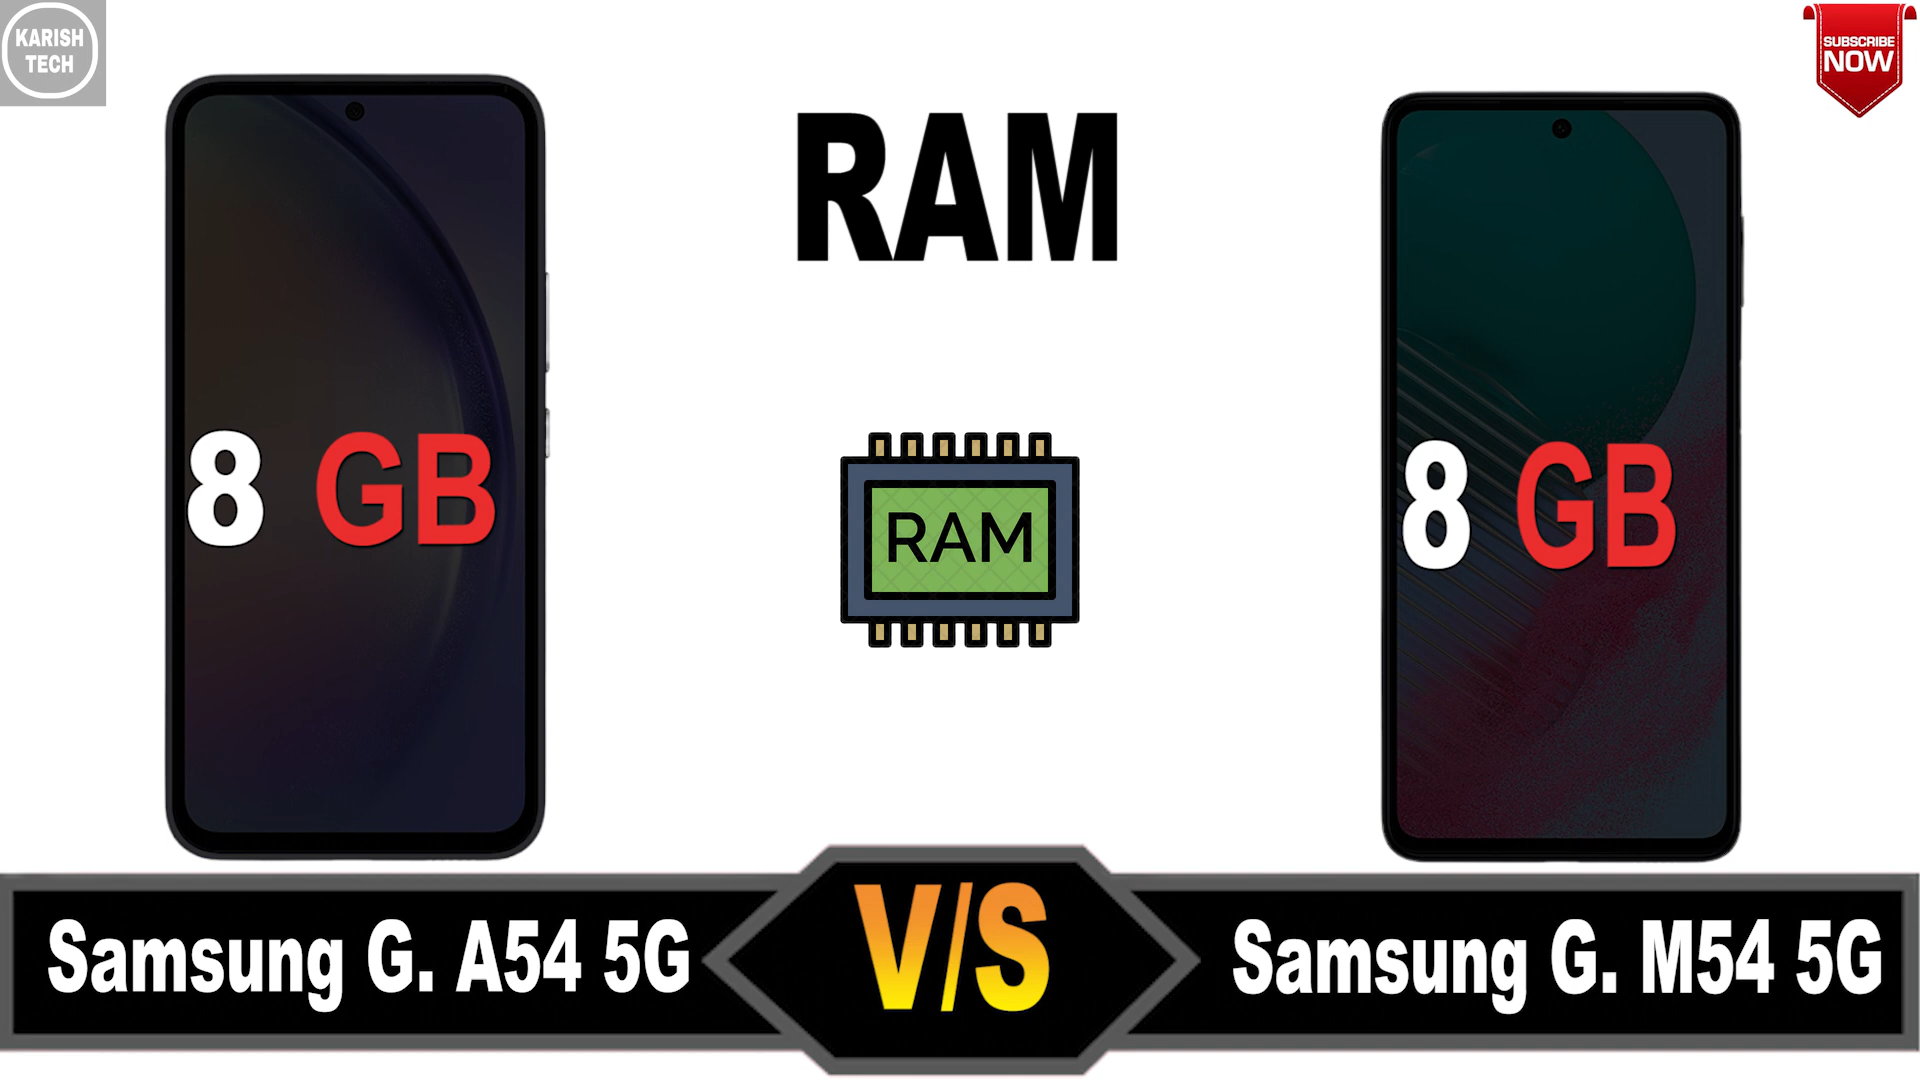 KARISH
TECH
SUBSCRIBE
NOW
RAM
8 GB
RAM
8 GB
Samsung G. A54 5G
V/S
Samsung G. M54 5G